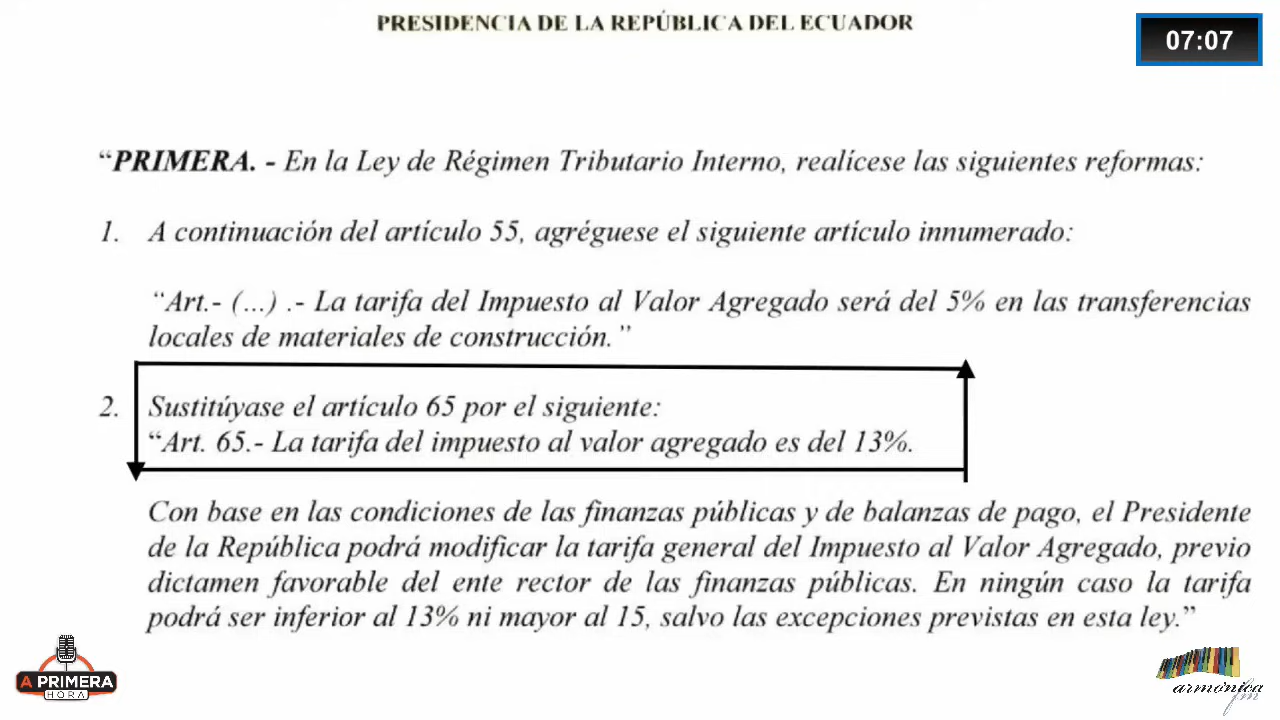 PRESIDENCIA DE LA REPÚBLICA DEL ECUADOR
07:07
“PRIMERA. - En la Ley de Régimen Tributario Interno, realícese las siguientes reformas:
1. A continuación del artículo 55, agréguese el siguiente artículo innumerado:
“Art.- (...) .- La tarifa del Impuesto al Valor Agregado será del 5% en las transferencias
locales de materiales de construcción.”
2. Sustitúyase el artículo 65 por el siguiente:
“Art. 65.- La tarifa del impuesto al valor agregado es del 13%.
Con base en las condiciones de las finanzas públicas y de balanzas de pago, el Presidente
de la República podrá modificar la tarifa general del Impuesto al Valor Agregado, previo
dictamen favorable del ente rector de las finanzas públicas. En ningún caso la tarifa
podrá ser inferior al 13% ni mayor al 15, salvo las excepciones previstas en esta ley.”
A PRIMERA
HORA
armónica
fm